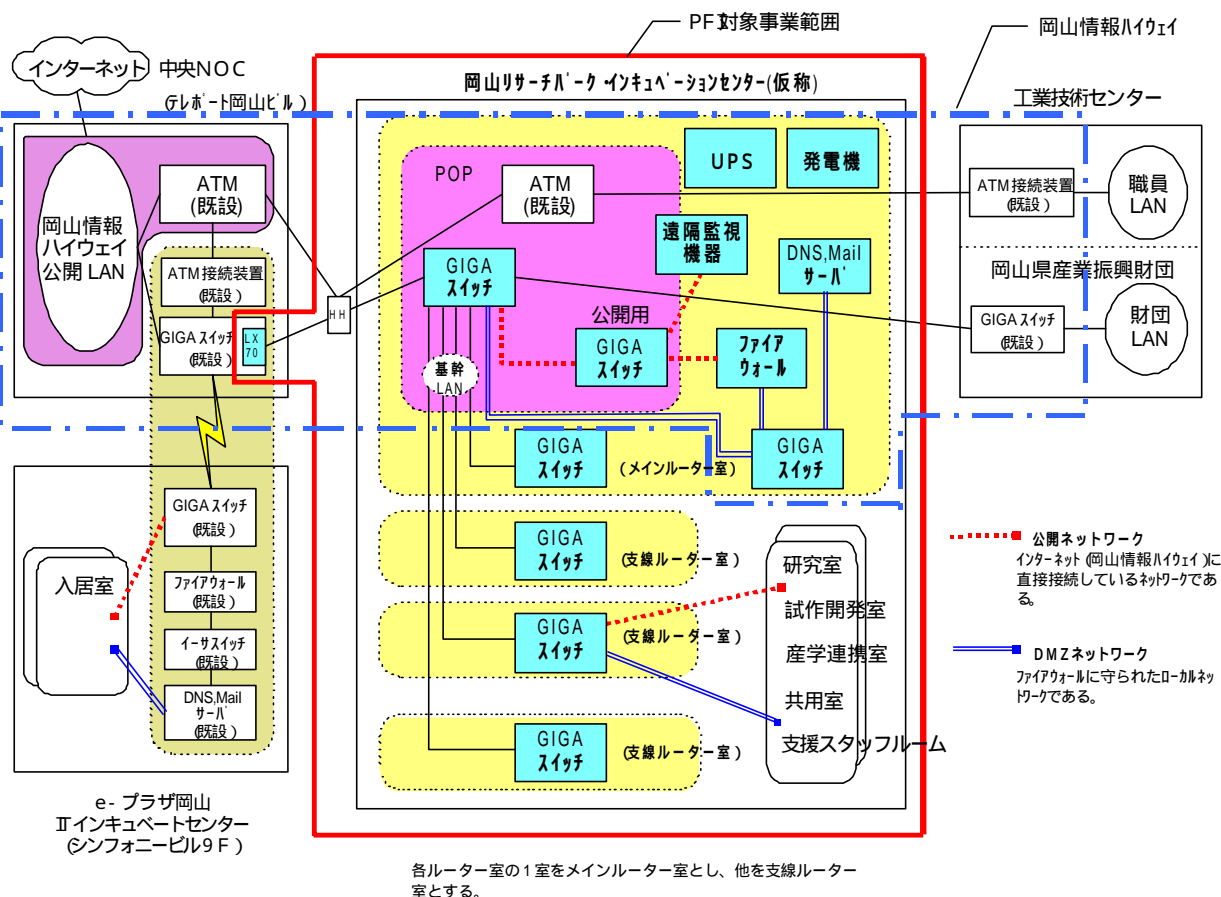 PFI対象事業範囲
岡山情報ﾊｲｳｪｲ
インターネット
中央NOC
(ﾃﾚﾎﾟｰﾄ岡山ﾋﾞﾙ)
岡山ﾘｻｰﾁﾊﾟｰｸ･ｲﾝｷｭﾍﾞｰｼｮﾝｾﾝﾀｰ(仮称)
工業技術センター
UPS
発電機
POP
ATM
(既設)
ATM
(既設)
ATM接続装置
(既設)
職員
LAN
岡山情報
ハイウェイ
公開LAN
遠隔監視
機器
DNS,Mail
ｻｰﾊﾞ
GIGA
ｽｲｯﾁ
岡山県産業振興財団
ATM接続装置
(既設)
HH
GIGAｽｲｯﾁ
(既設)
LX
70
公開用
GIGA
ｽｲｯﾁ
ﾌｧｲｱ
ｳｫｰﾙ
GIGAｽｲｯﾁ
(既設)
財団
LAN
基幹
LAN
GIGA
ｽｲｯﾁ
(メインルーター室)
GIGA
ｽｲｯﾁ
GIGAｽｲｯﾁ
(既設)
入居室
ﾌｧｲｱｳｫｰﾙ
(既設)
ｲｰｻｽｲｯﾁ
(既設)
DNS,Mail
ｻｰﾊﾞ
(既設)
GIGA
ｽｲｯﾁ
(支線ルーター室)
GIGA
ｽｲｯﾁ
(支線ルーター室)
GIGA
ｽｲｯﾁ
(支線ルーター室)
研究室
試作開発室
産学連携室
共用室
支援スタッフルーム
公開ネットワーク
ｲﾝﾀｰﾈｯﾄ(岡山情報ﾊｲｳｪｲ)に
直接接続しているﾈｯﾄﾜｰｸであ
る。
DMZネットワーク
ﾌｧｲｱｳｫｰﾙに守られたﾛｰｶﾙﾈｯ
ﾄﾜｰｸである。
e-プラザ岡山
ITインキュベートセンター
(シンフォニービル9F)
各ルーター室の1室をメインルーター室とし、他を支線ルーター
室とする。